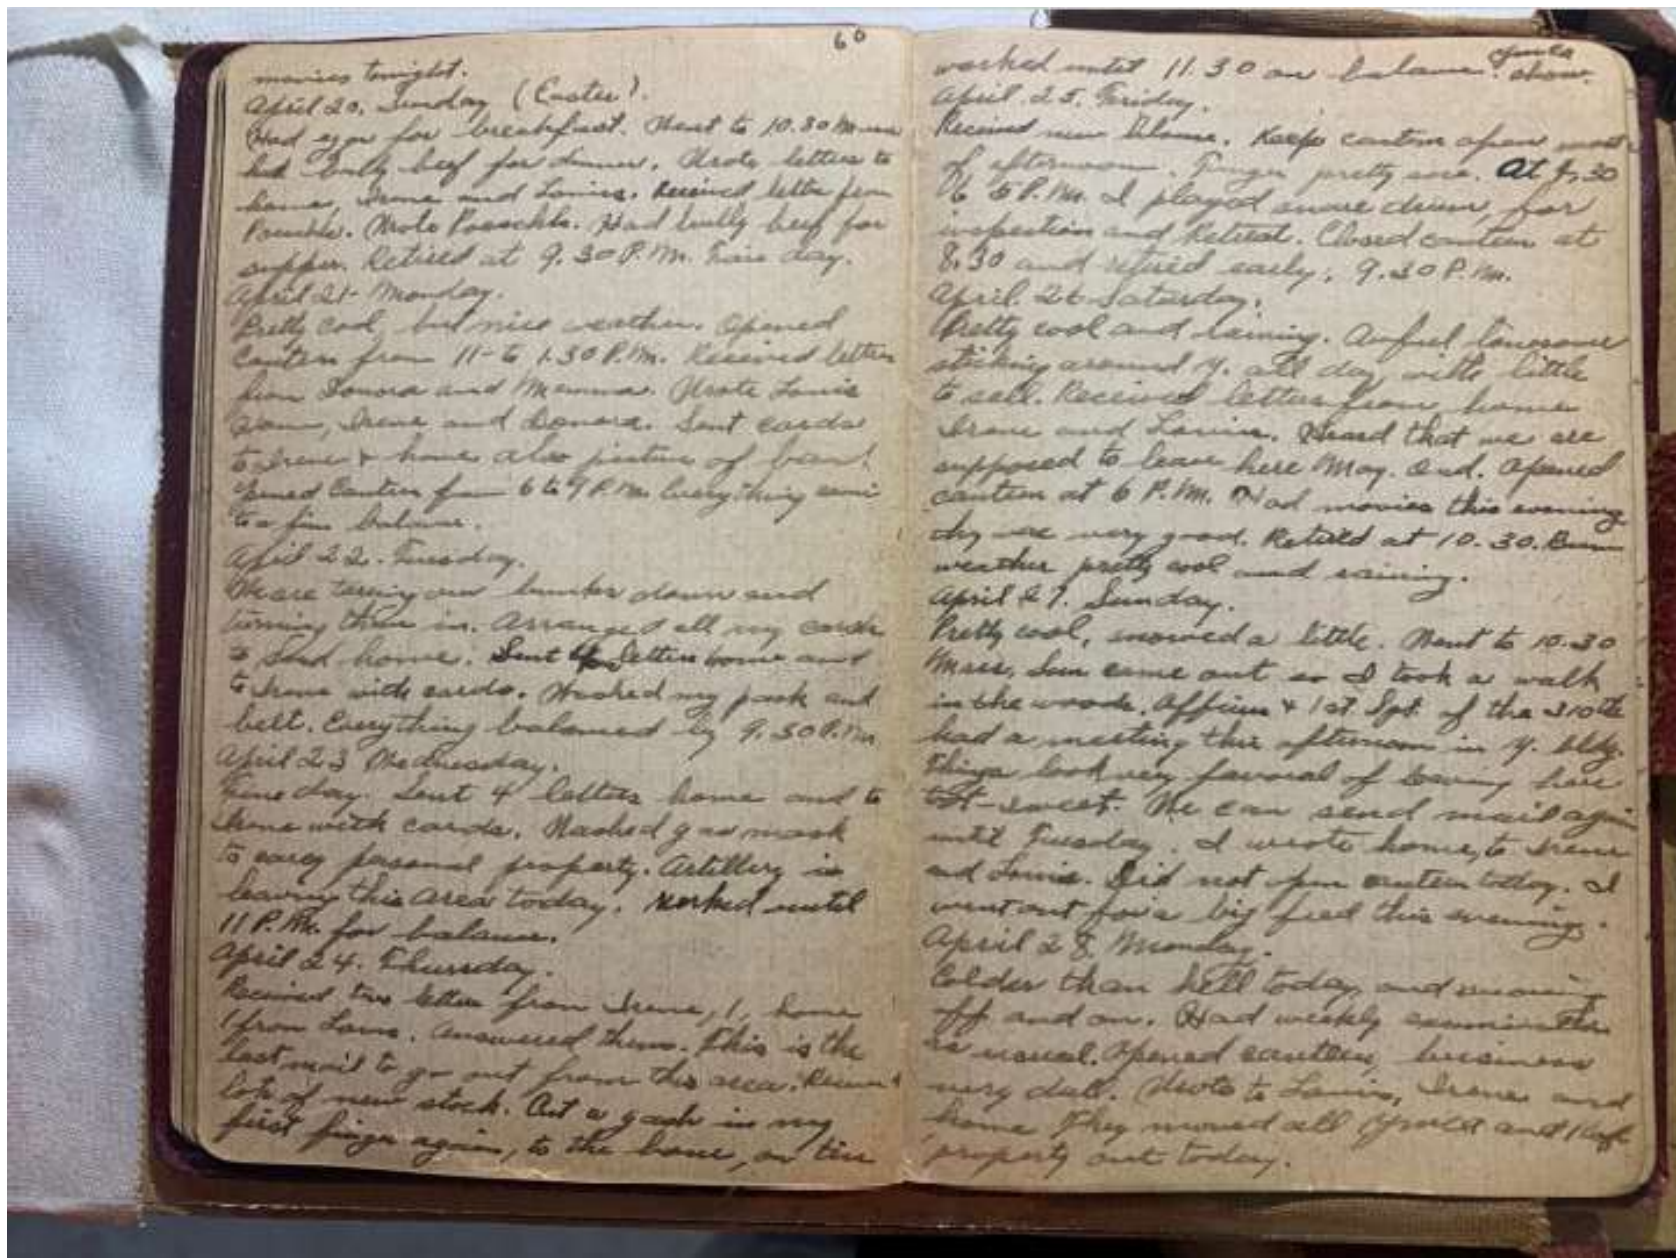 60
movies tonight.
April 20. Sunday (Easter).
Had eggs for breakfast. Went to 10.30 Mass
had bully beef for dinner. Wrote letters to
home, Irene and Louis. Received letter from
Wrote Had bully beef for
supper. Retired at 9.30 P.M. Fair day.
April 21- Monday.
Pretty cool, but nice weather. Opened
Canteen from 11- to 1.30 P.M. Received letters
from and Mamma. Wrote Louis
Irene and Sent cards
to Irene & home also picture of
opened Canteen from 6 to 9 P.M. Everything came
to a fine balance.
April 22. Tuesday.
We are tearing our bunks down and
turning them in. Arranged all my cards
to send home. Sent letters home and
to Irene with cards. Washed my pack and
belt. Everything balanced by 9.30 P.M.
April 23 Wednesday.
Fine day. Sent 4 letters home and to
Irene with cards. Washed gas mask
to carry personal property. Artillery is
leaving this area today. Worked until
11 P.M. for balance.
April 24. Thursday.
Received two letters from Irene, 1, home
1 from Louis. Answered them. This is the
last mail to go out from this area.
lots of new stock. Cut a gash in my
first finger again, to the bone, on tin
worked until 11.30 on balance. show.
April 25. Friday.
Received new Keep canteen open most
of afternoon. Finger pretty sore. At 4.30
to 5 P.M. I played snare drum, for
inspection and Retreat. Closed canteen at
8.30 and retired early. 9.30 P.M.
April. 26 Saturday.
Pretty cool and raining. Awful lonesome
sticking around Y. all day with little
to sell. Received letters from home
Irene and Louis. Heard that we are
supposed to leave here May. 2nd. Opened
canteen at 6 P.M. Had movies this evening
they were very good. Retired at 10.30.
weather pretty cool and raining.
April 27. Sunday.
Pretty cool, snowed a little. Went to 10.30
Mass, Sun came out so I took a walk
in the woods. Officers & 1st. Sgt. of the 310th
had a meeting this afternoon in Y. bldg.
Things look very favoral of leaving here
toot-sweet. We can send mail again
until Tuesday. I wrote home, to Irene
and Louis. Did not open canteen today. I
went out for a big feed this evening.
April 28 Monday.
Colder than hell today and snowing
off and on. Had weekly examination
as usual. Opened canteen, business
very dull. Wrote to Louis, Irene and
home. They moved all and
property out today.